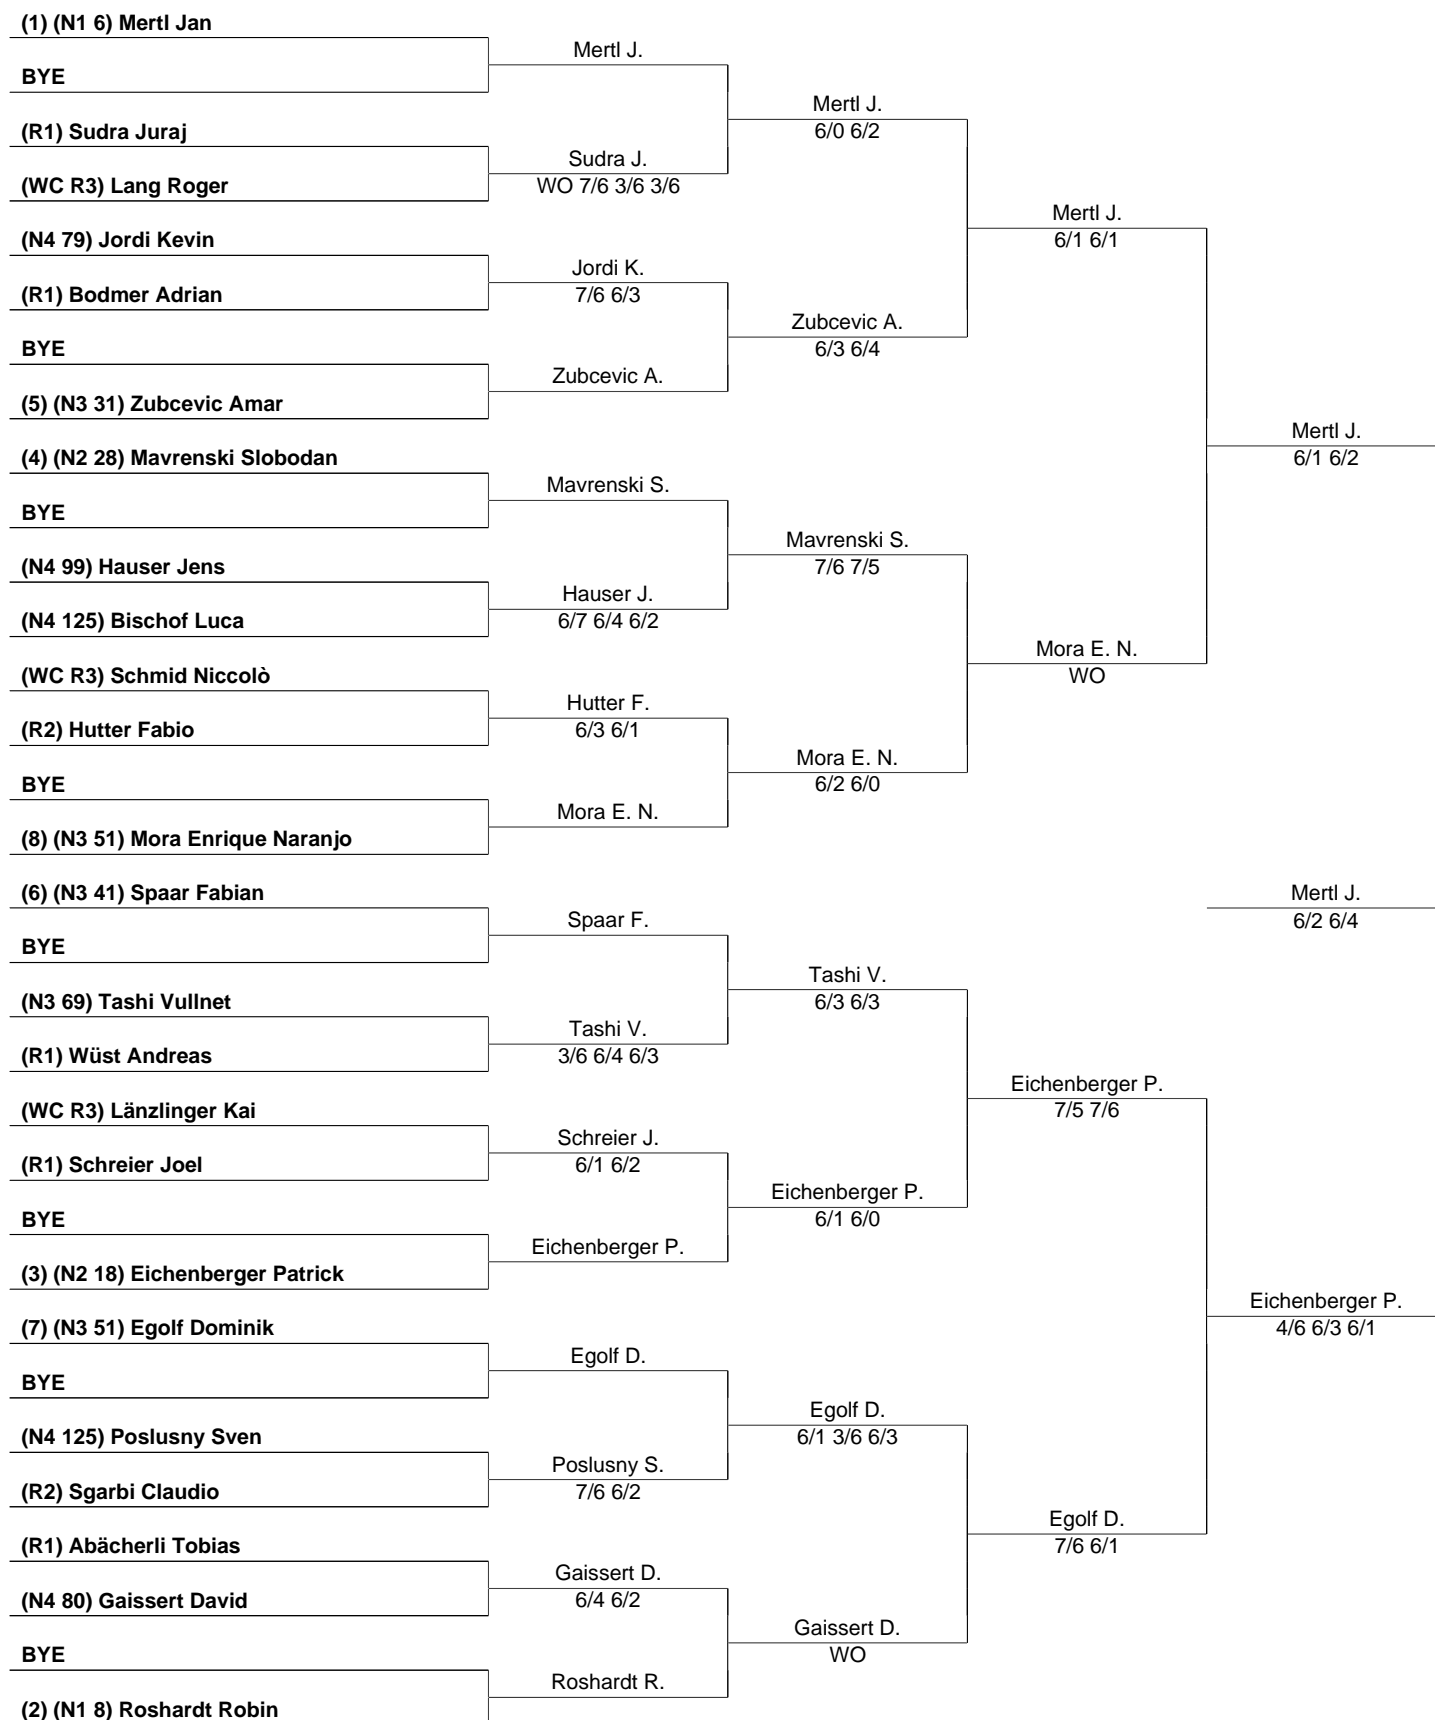 (1) (N1 6) Mertl Jan
BYE
(R1) Sudra Juraj
(WC R3) Lang Roger
(N4 79) Jordi Kevin
(R1) Bodmer Adrian
BYE
(5) (N3 31) Zubcevic Amar
(4) (N2 28) Mavrenski Slobodan
BYE
(N4 99) Hauser Jens
(N4 125) Bischof Luca
(WC R3) Schmid Niccolò
(R2) Hutter Fabio
BYE
(8) (N3 51) Mora Enrique Naranjo
(6) (N3 41) Spaar Fabian
BYE
(N3 69) Tashi Vullnet
(R1) Wüst Andreas
(WC R3) Länzlinger Kai
(R1) Schreier Joel
BYE
(3) (N2 18) Eichenberger Patrick
(7) (N3 51) Egolf Dominik
BYE
(N4 125) Poslusny Sven
(R2) Sgarbi Claudio
(R1) Abächerli Tobias
(N4 80) Gaissert David
BYE
(2) (N1 8) Roshardt Robin
Mertl J.
Sudra J.
WO 7/6 3/6 3/6
Jordi K.
7/6 6/3
Zubcevic A.
Mavrenski S.
Hauser J.
6/7 6/4 6/2
Hutter F.
6/3 6/1
Mora E. N.
Spaar F.
Tashi V.
3/6 6/4 6/3
Schreier J.
6/1 6/2
Eichenberger P.
Egolf D.
Poslusny S.
7/6 6/2
Gaissert D.
6/4 6/2
Roshardt R.
Mertl J.
6/0 6/2
Zubcevic A.
6/3 6/4
Mavrenski S.
7/6 7/5
Mora E. N.
6/2 6/0
Tashi V.
6/3 6/3
Eichenberger P.
6/1 6/0
Egolf D.
6/1 3/6 6/3
Gaissert D.
WO
Mertl J.
6/1 6/1
Mora E. N.
WO
Eichenberger P.
7/5 7/6
Egolf D.
7/6 6/1
Mertl J.
6/1 6/2
Mertl J.
6/2 6/4
Eichenberger P.
4/6 6/3 6/1